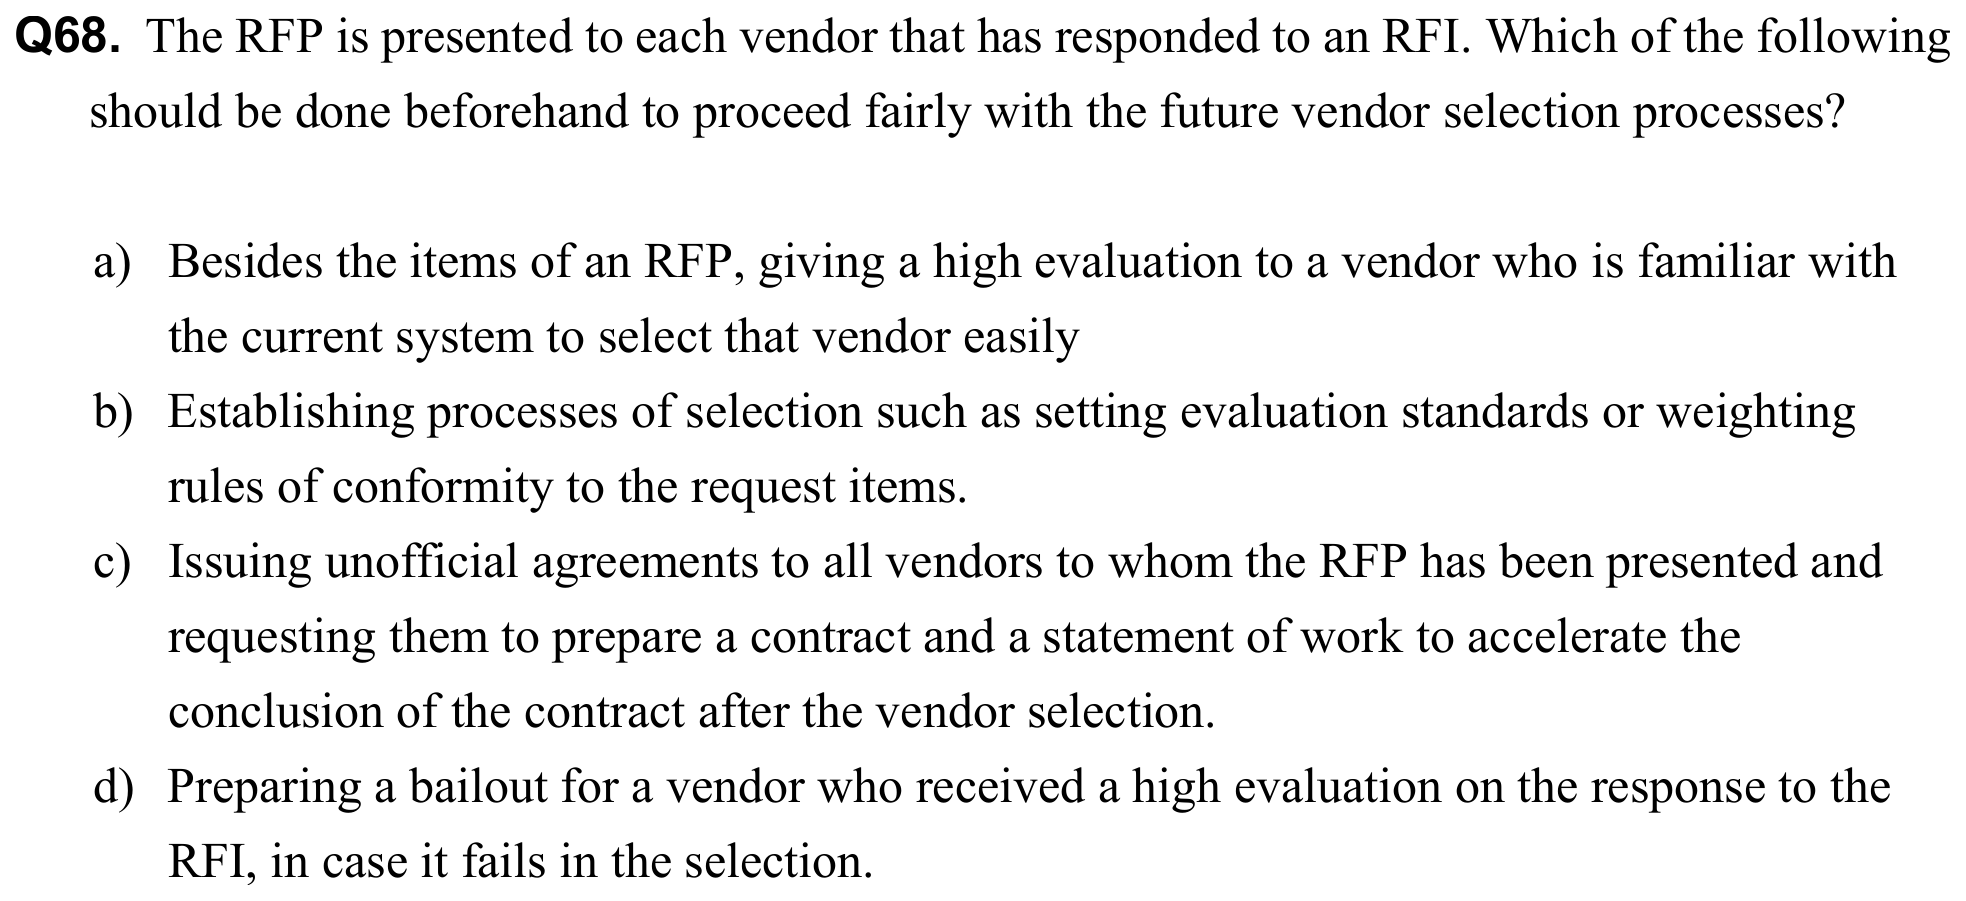 Q68. The RFP is presented to each vendor that has responded to an RFI. Which of the following
should be done beforehand to proceed fairly with the future vendor selection processes?
a) Besides the items of an RFP, giving a high evaluation to a vendor who is familiar with
the current system to select that vendor easily
b) Establishing processes of selection such as setting evaluation standards or weighting
rules of conformity to the request items.
c) Issuing unofficial agreements to all vendors to whom the RFP has been presented and
requesting them to prepare a contract and a statement of work to accelerate the
conclusion of the contract after the vendor selection.
d) Preparing a bailout for a vendor who received a high evaluation on the response to the
RFI, in case it fails in the selection.